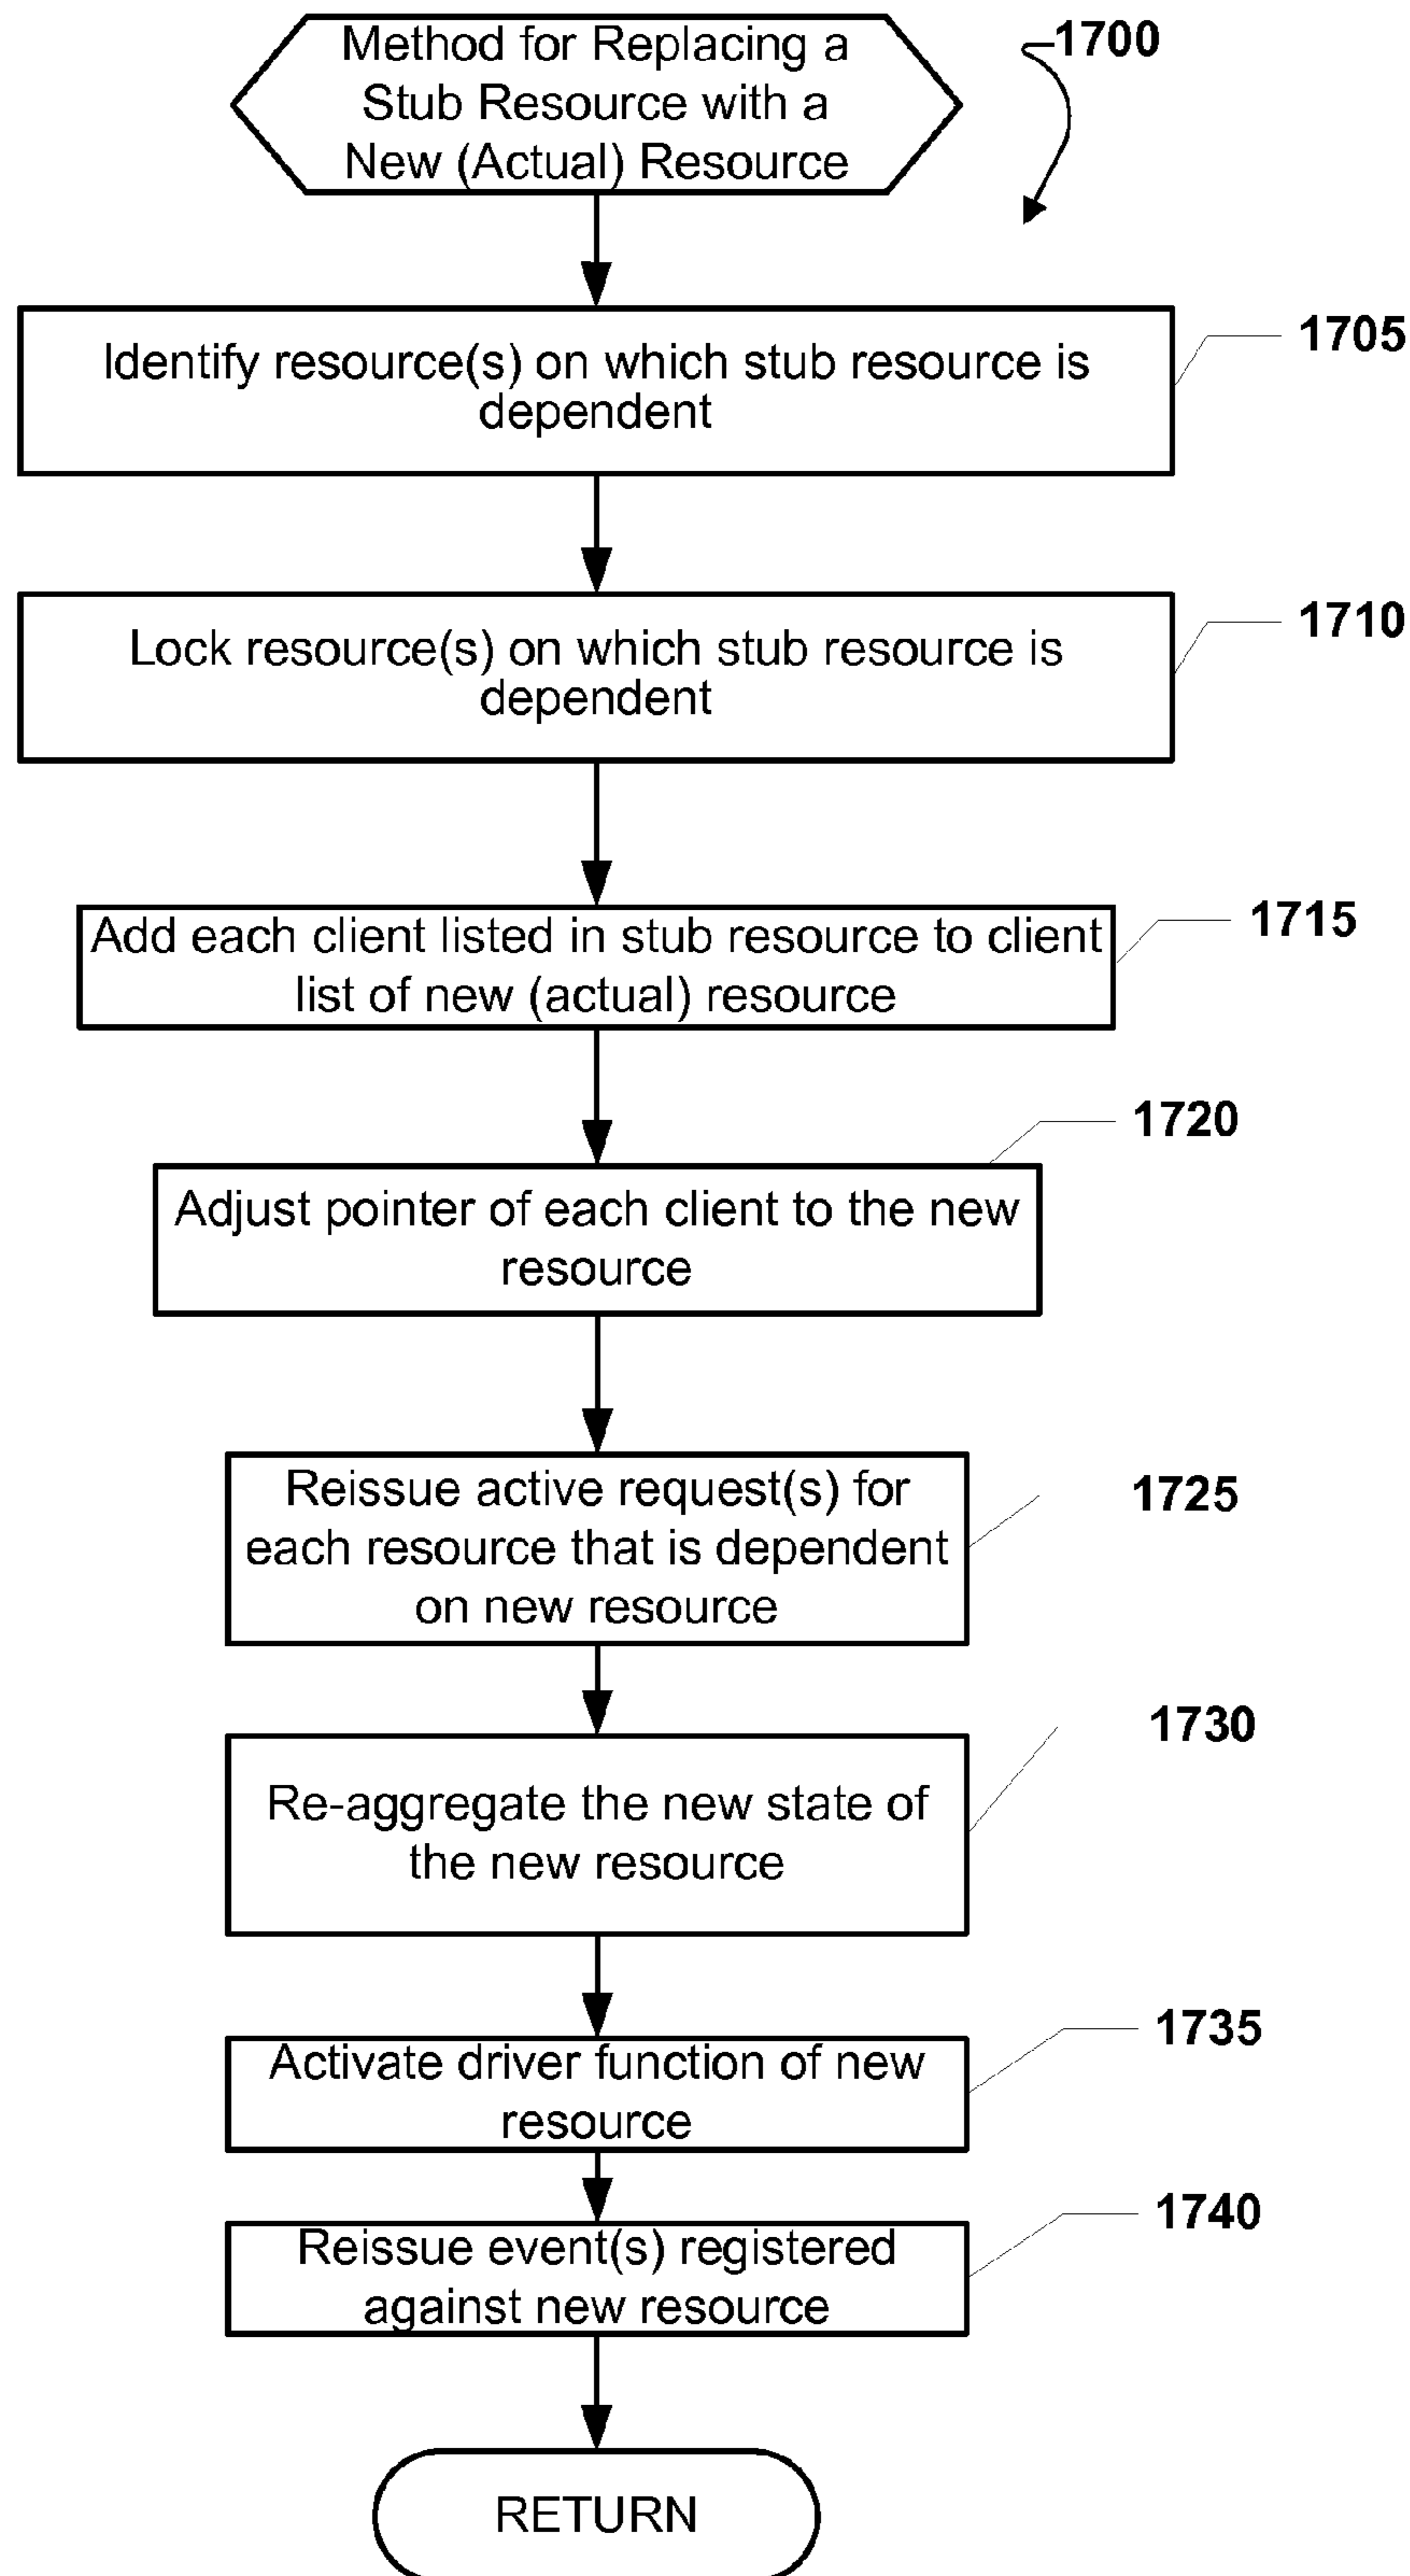 Method for Replacing a
Stub Resource with a
New (Actual) Resource
1700
Identify resource(s) on which stub resource is
dependent
1705
Lock resource(s) on which stub resource is
dependent
1710
Add each client listed in stub resource to client
list of new (actual) resource
1715
1720
Adjust pointer of each client to the new
resource
Reissue active request(s) for
each resource that is dependent
on new resource
1725
Re-aggregate the new state of
the new resource
1730
Activate driver function of new
resource
1735
Reissue event(s) registered
against new resource
1740
RETURN